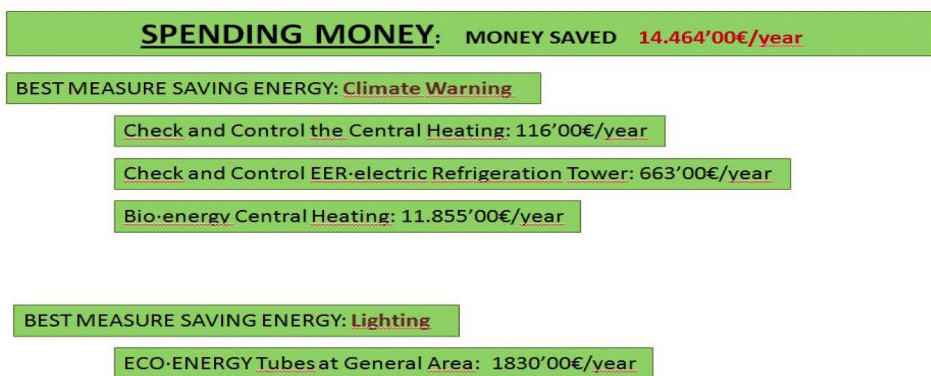 SPENDING MONEY: MONEY SAVED 14.464’00€/year
BEST MEASURE SAVING ENERGY: Climate Warning
Check and Control the Central Heating: 116’00€/year
Check and Control EER·electric Refrigeration Tower: 663’00€/year
Bio·energy Central Heating: 11.855’00€/year
BEST MEASURE SAVING ENERGY: Lighting
ECO·ENERGY Tubes at General Area: 1830’00€/year